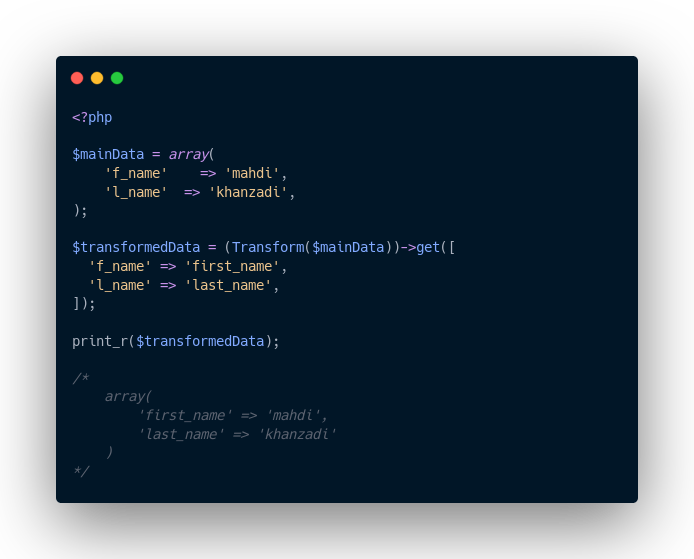 <?php

$mainData = array(
    'f_name'    => 'mahdi',
    'l_name'  => 'khanzadi',
);

$transformedData = (Transform($mainData))->get([
  'f_name' => 'first_name',
  'l_name' => 'last_name',
]);

print_r($transformedData);

/*
    array(
        'first_name' => 'mahdi',
        'last_name' => 'khanzadi'
    )
*/